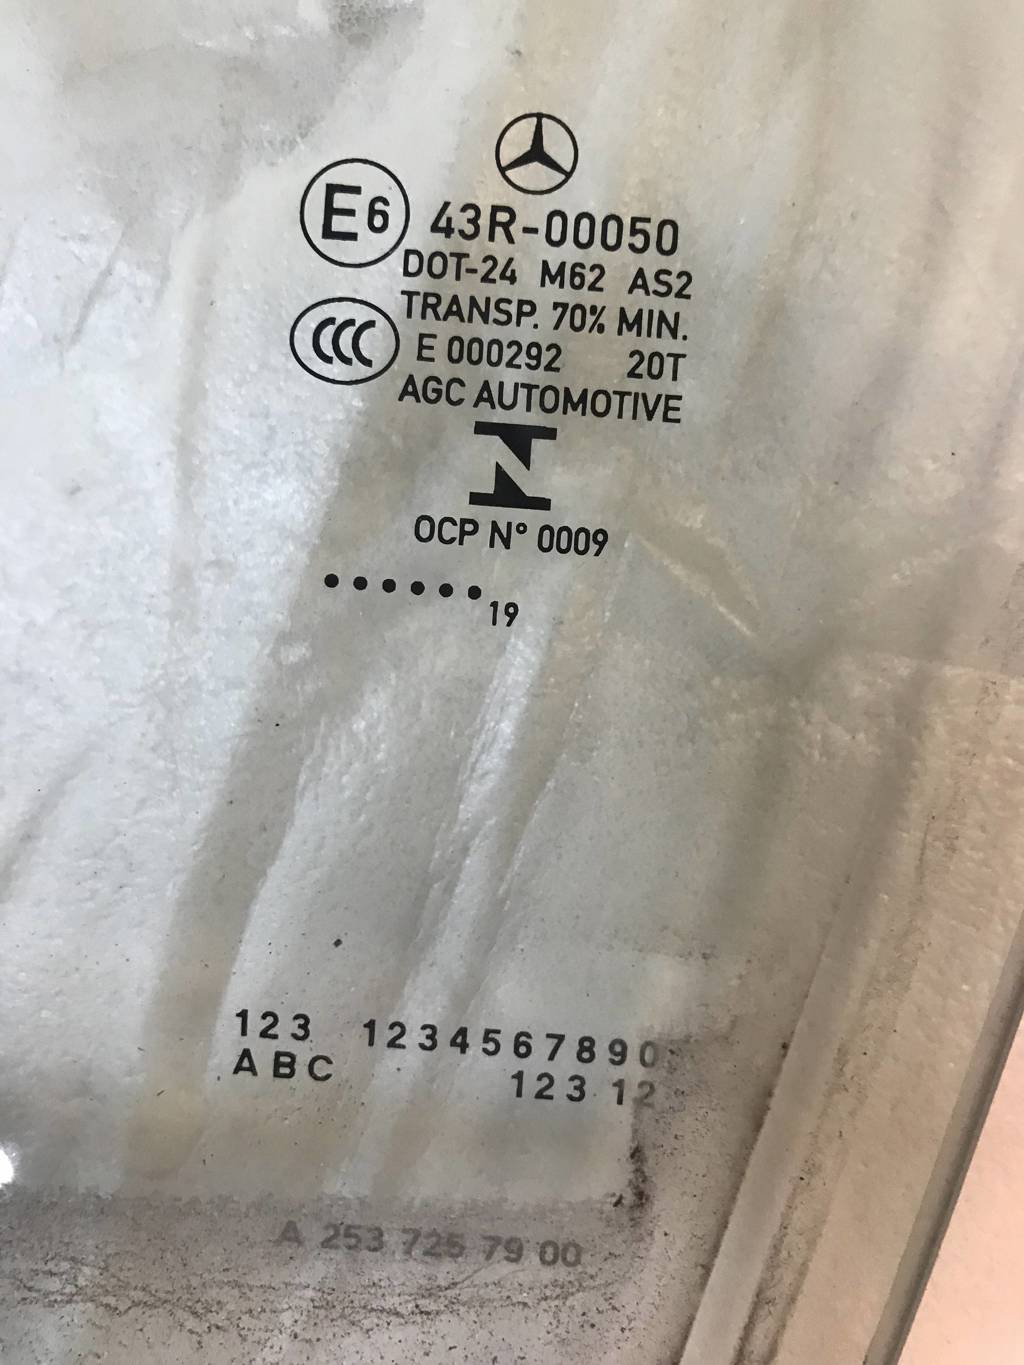 E6 43R-00050
DOT-24 M62 AS2
TRANSP. 70% MIN.
CCC E 000292 20T
AGC AUTOMOTIVE
OCP N° 0009
••••••19
123 1234567890
ABC 123 12
A 253 725 79 00